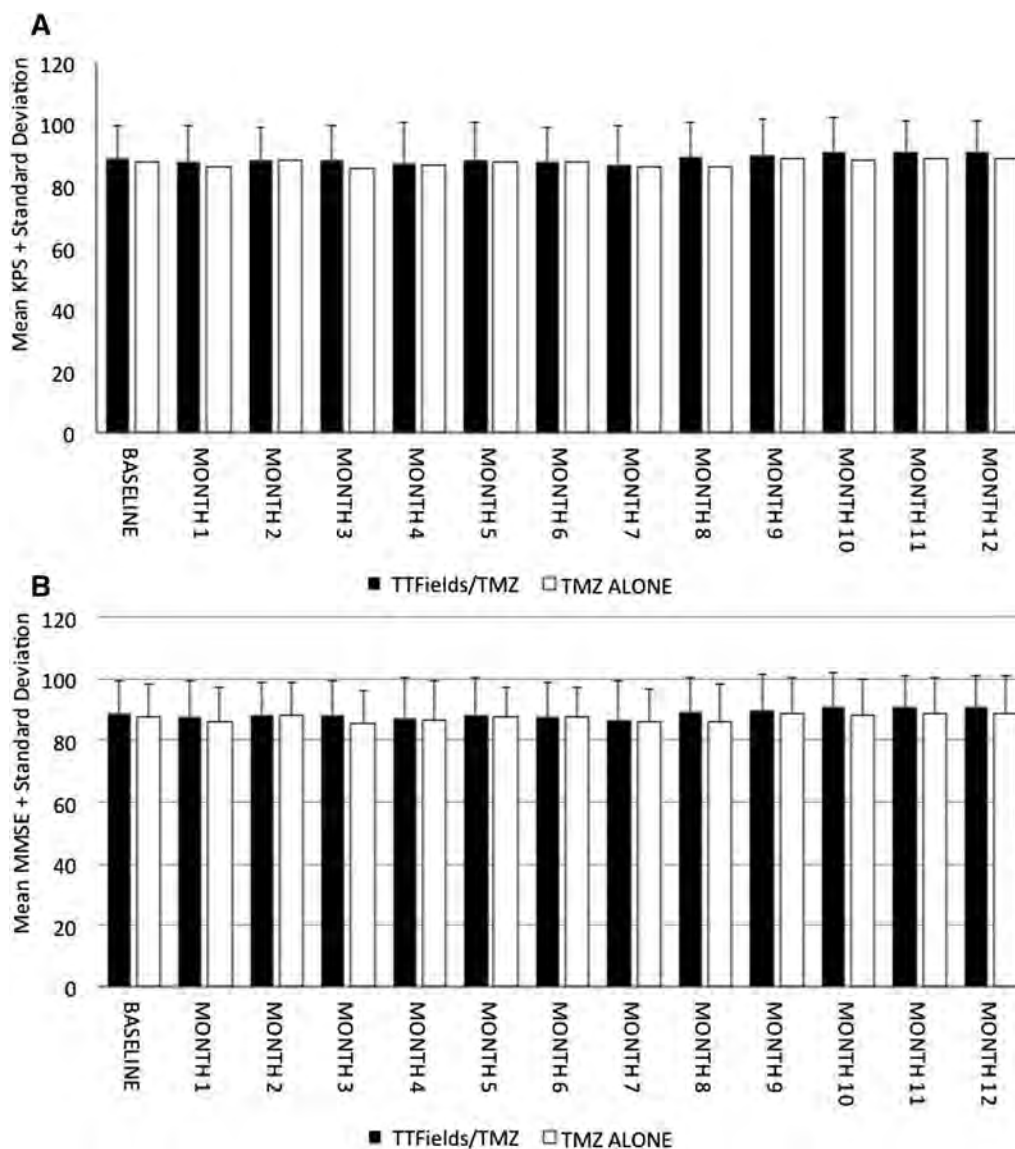 A
Mean KPS + Standard Deviation
120
100
80
60
40
20
0
BASELINE
MONTH 1
MONTH 2
MONTH 3
MONTH 4
MONTH 5
MONTH 6
MONTH 7
MONTH 8
MONTH 9
MONTH 10
MONTH 11
MONTH 12
TTFields/TMZ
TMZ ALONE
B
Mean MMSE + Standard Deviation
120
100
80
60
40
20
0
BASELINE
MONTH 1
MONTH 2
MONTH 3
MONTH 4
MONTH 5
MONTH 6
MONTH 7
MONTH 8
MONTH 9
MONTH 10
MONTH 11
MONTH 12
TTFields/TMZ
TMZ ALONE